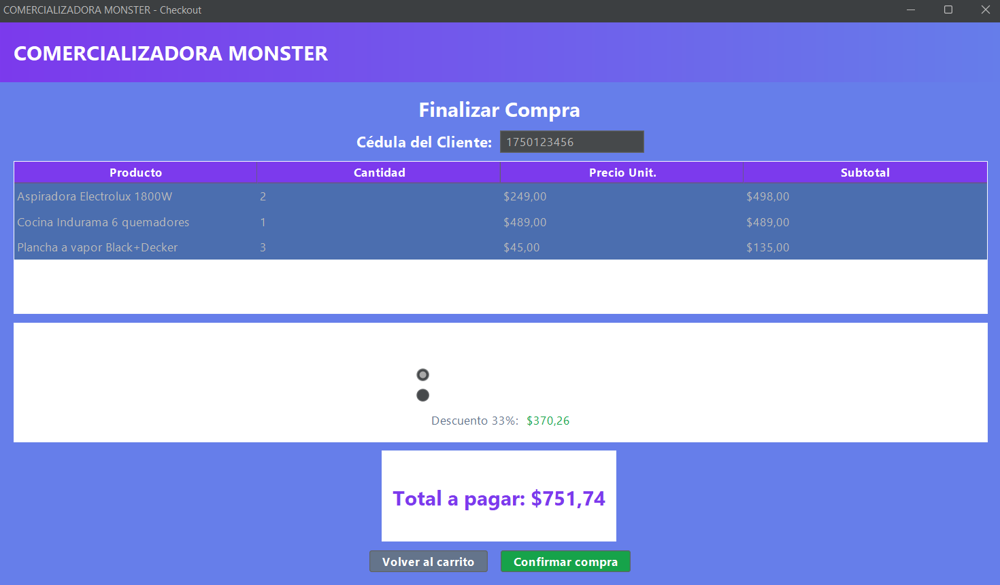 COMERCIALIZADORA MONSTER - Checkout
COMERCIALIZADORA MONSTER
Finalizar Compra
Cédula del Cliente: 1750123456
Producto Cantidad Precio Unit. Subtotal
Aspiradora Electrolux 1800W 2 $249,00 $498,00
Cocina Indurama 6 quemadores 1 $489,00 $489,00
Plancha a vapor Black+Decker 3 $45,00 $135,00
Descuento 33%: $370,26
Total a pagar: $751,74
Volver al carrito Confirmar compra